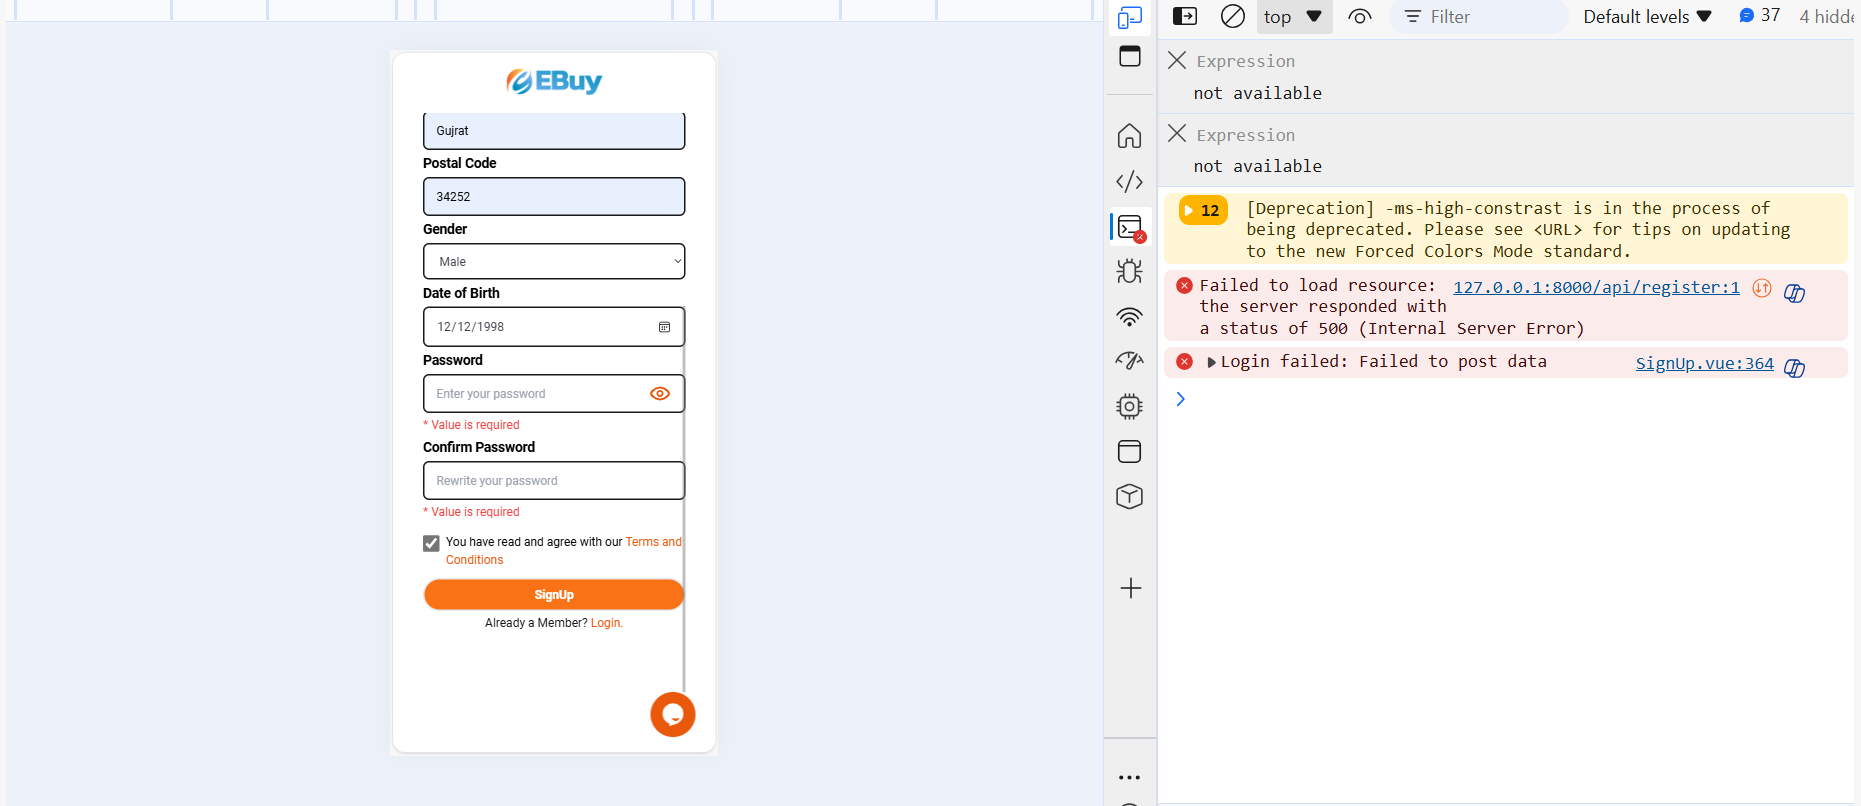 EBuy
Gujrat
Postal Code
34252
Gender
Male
Date of Birth
12/12/1998
Password
Enter your password
* Value is required
Confirm Password
Rewrite your password
* Value is required
You have read and agree with our Terms and
Conditions
SignUp
Already a Member? Login.
top
Filter
Default levels
37
4 hidde
Expression
not available
Expression
not available
12
[Deprecation] -ms-high-constrast is in the process of
being deprecated. Please see <URL> for tips on updating
to the new Forced Colors Mode standard.
Failed to load resource: 127.0.0.1:8000/api/register:1
the server responded with
a status of 500 (Internal Server Error)
Login failed: Failed to post data SignUp.vue:364